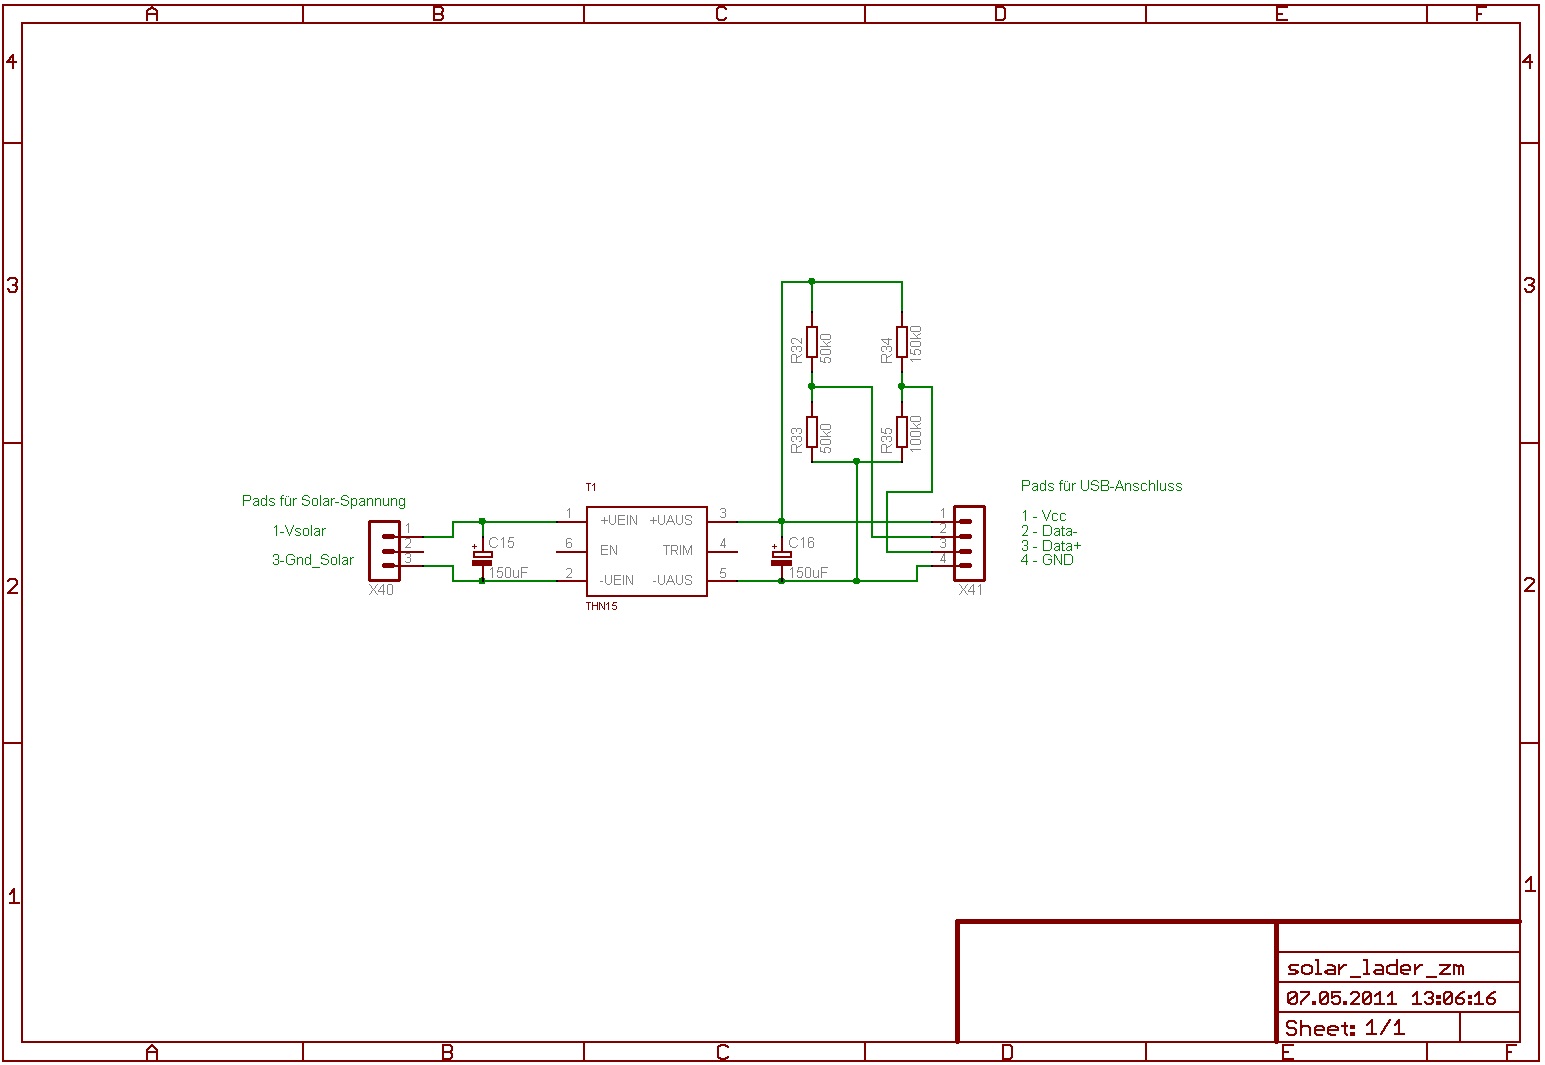 A B C D E F
4 4
3 3
R32
50k0
R34
150k0
R33
50k0
R35
100k0
Pads für Solar-Spannung
1-Vsolar
3-Gnd_Solar
1
2
3
X40
+
C15
150uF
T1
1
6
2
+UEIN +UAUS
EN TRIM
-UEIN -UAUS
3
4
5
THN15
+
C16
150uF
Pads für USB-Anschluss
1
2
3
4
X41
1 - Vcc
2 - Data-
3 - Data+
4 - GND
2 2
1 1
solar_lader_zm
07.05.2011 13:06:16
Sheet: 1/1
A B C D E F